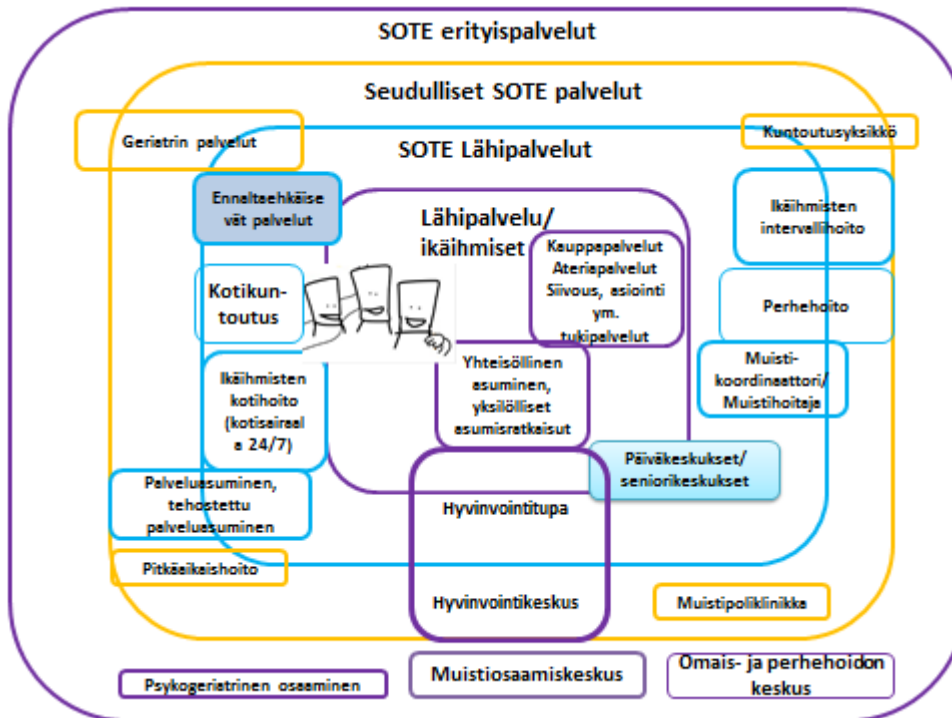 SOTE erityispalvelut
Seudulliset SOTE palvelut
Geriatrin palvelut
Kuntoutusyksikkö
SOTE Lähipalvelut
Ennaltaehkäise
vät palvelut
Ikäihmisten
intervallihoito
Lähipalvelu/
ikäihmiset
Kauppapalvelut
Ateriapalvelut
Siivous, asiointi
ym.
tukipalvelut
Kotikun-
toutus
Perhehoito
Yhteisöllinen
asuminen,
yksilölliset
asumisratkaisut
Muisti-
koordinaattori/
Muistihoitaja
Ikäihmisten
kotihoito
(kotisairaal
a 24/7)
Päiväkeskukset/
seniorikeskukset
Palveluasuminen,
tehostettu
palveluasuminen
Hyvinvointitupa
Pitkäaikaishoito
Hyvinvointikeskus
Muistipoliklinikka
Psykogeriatrinen osaaminen
Muistiosaamiskeskus
Omais- ja perhehoidon
keskus